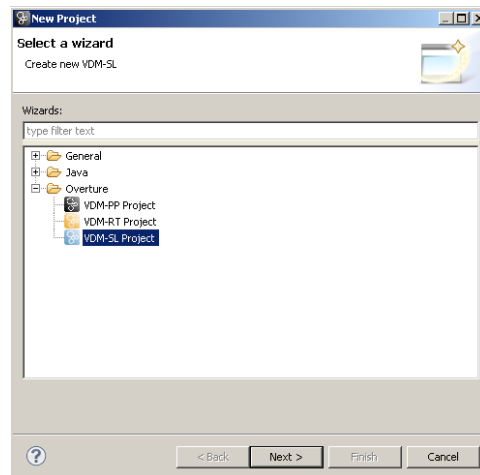 New Project
Select a wizard
Create new VDM-SL
Wizards:
type filter text
General
Java
Overture
VDM-PP Project
VDM-RT Project
VDM-SL Project
?
< Back
Next >
Finish
Cancel